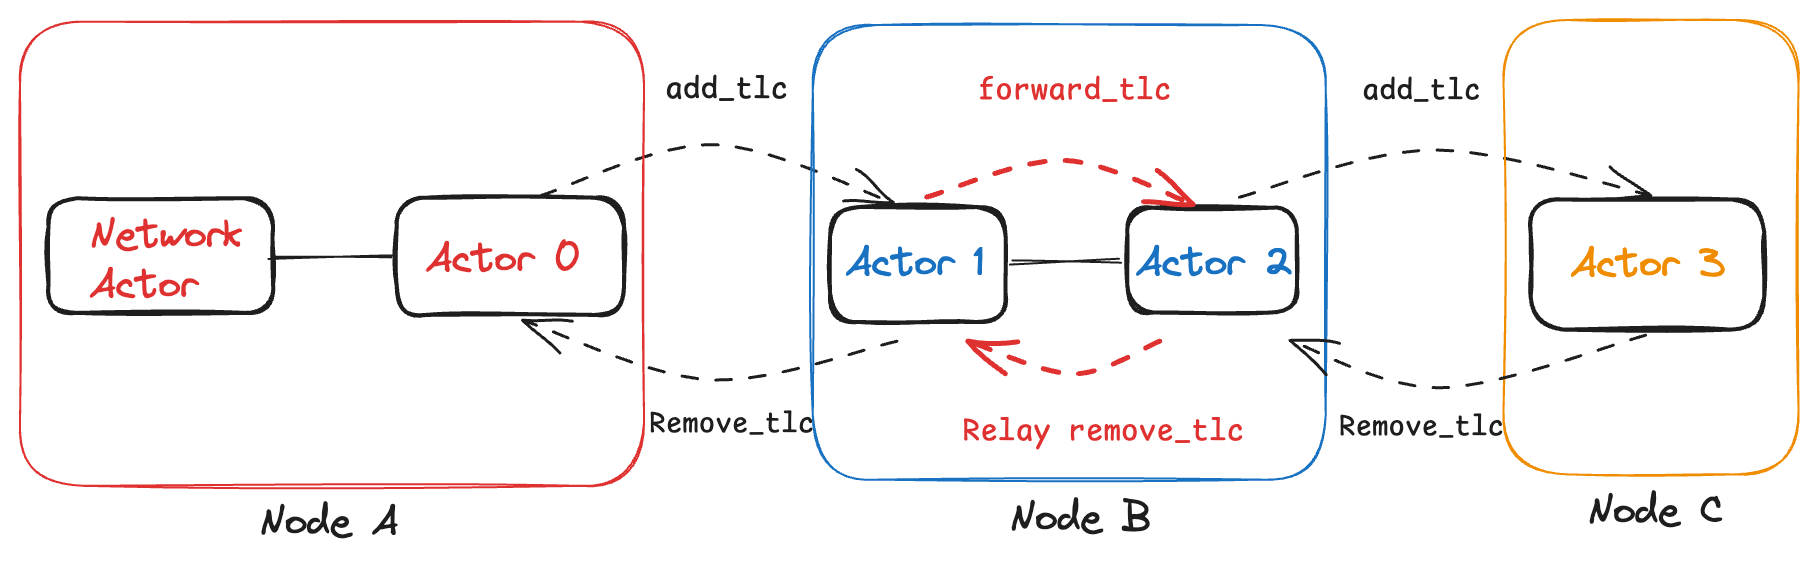 add_tlc
forward_tlc
add_tlc
Network
Actor
Actor 0
Actor 1
Actor 2
Actor 3
Remove_tlc
Relay remove_tlc
Remove_tlc
Node A
Node B
Node C